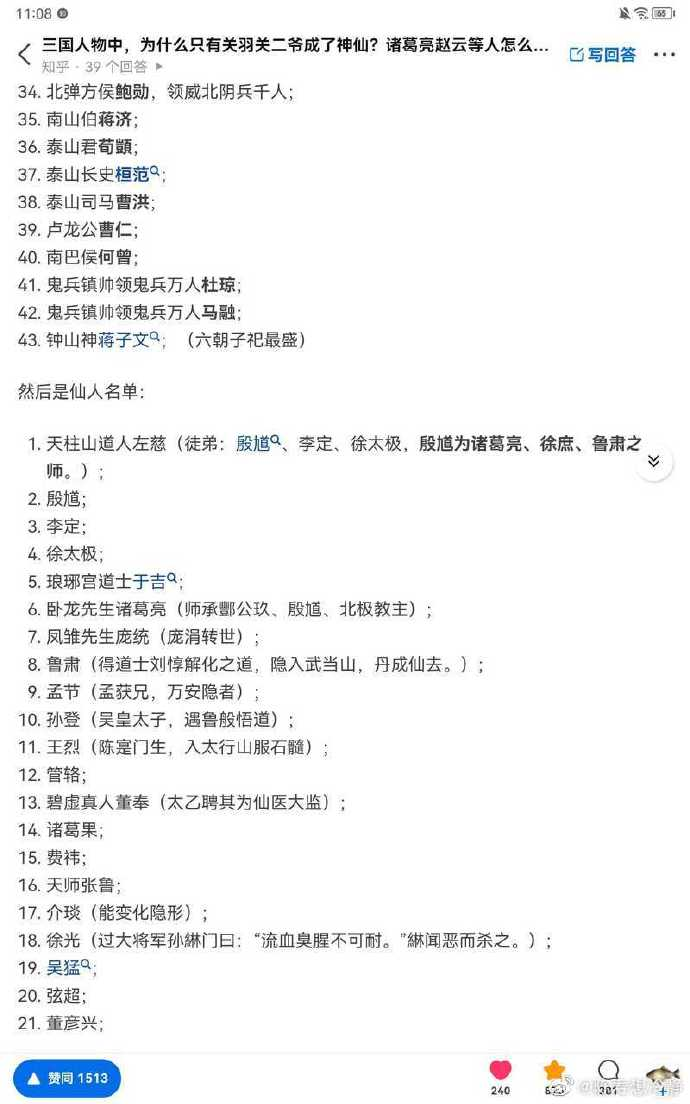 11:08
65
三国人物中，为什么只有关羽关二爷成了神仙？诸葛亮赵云等人怎么...
知乎 · 39 个回答
写回答
34. 北弹方侯鲍勋，领威北阴兵千人；
35. 南山伯蒋济；
36. 泰山君荀顗；
37. 泰山长史桓范；
38. 泰山司马曹洪；
39. 卢龙公曹仁；
40. 南巴侯何曾；
41. 鬼兵镇帅领鬼兵万人杜琼；
42. 鬼兵镇帅领鬼兵万人马融；
43. 钟山神蒋子文；（六朝子祀最盛）
然后是仙人名单：
1. 天柱山道人左慈（徒弟：殷馗、李定、徐太极，殷馗为诸葛亮、徐庶、鲁肃之
师。）；
2. 殷馗；
3. 李定；
4. 徐太极；
5. 琅琊宫道士于吉；
6. 卧龙先生诸葛亮（师承酆公玖、殷馗、北极教主）；
7. 凤雏先生庞统（庞涓转世）；
8. 鲁肃（得道士刘惇解化之道，隐入武当山，丹成仙去。）；
9. 孟节（孟获兄，万安隐者）；
10. 孙登（吴皇太子，遇鲁般悟道）；
11. 王烈（陈寔门生，入太行山服石髓）；
12. 管辂；
13. 碧虚真人董奉（太乙聘其为仙医大监）；
14. 诸葛果；
15. 费祎；
16. 天师张鲁；
17. 介琰（能变化隐形）；
18. 徐光（过大将军孙綝门曰：“流血臭腥不可耐。”綝闻恶而杀之。）；
19. 吴猛；
20. 弦超；
21. 董彦兴；
赞同 1513
240
381